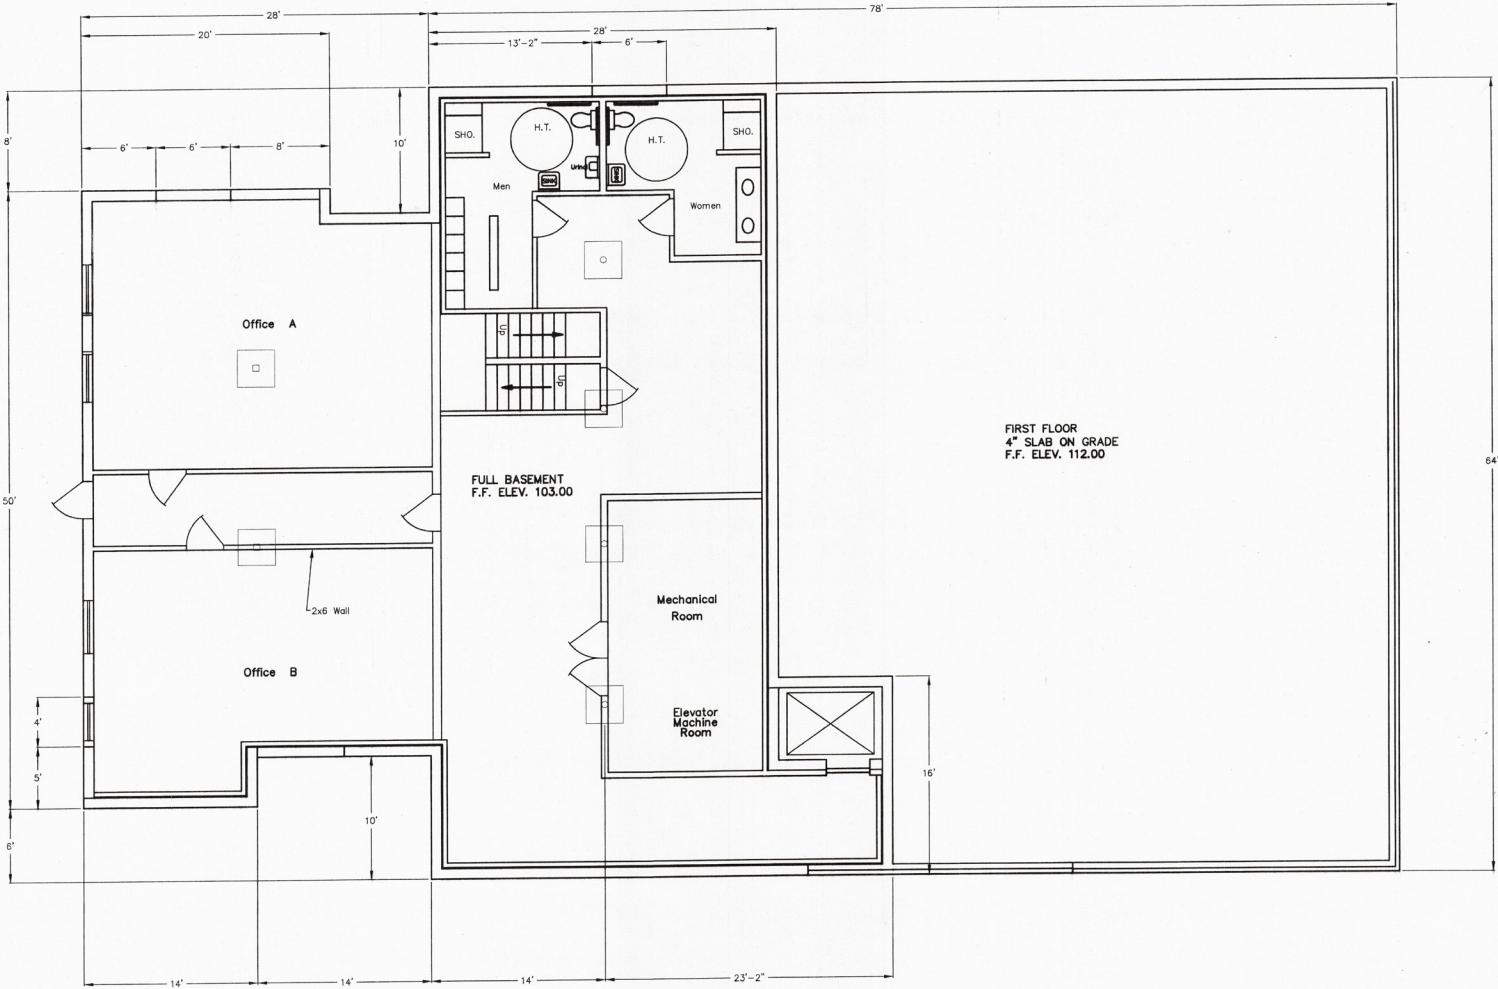 28'
78'
20'
28'
13'-2"
6'
8'
6'
6'
8'
10'
SHO.
H.T.
H.T.
SHO.
Urinal
SINK
SINK
Men
Women
Office A
Up
Up
FIRST FLOOR
4" SLAB ON GRADE
F.F. ELEV. 112.00
64'
FULL BASEMENT
F.F. ELEV. 103.00
50'
2x6 Wall
Mechanical
Room
Office B
Elevator
Machine
Room
4'
5'
16'
10'
6'
14'
14'
14'
23'-2"